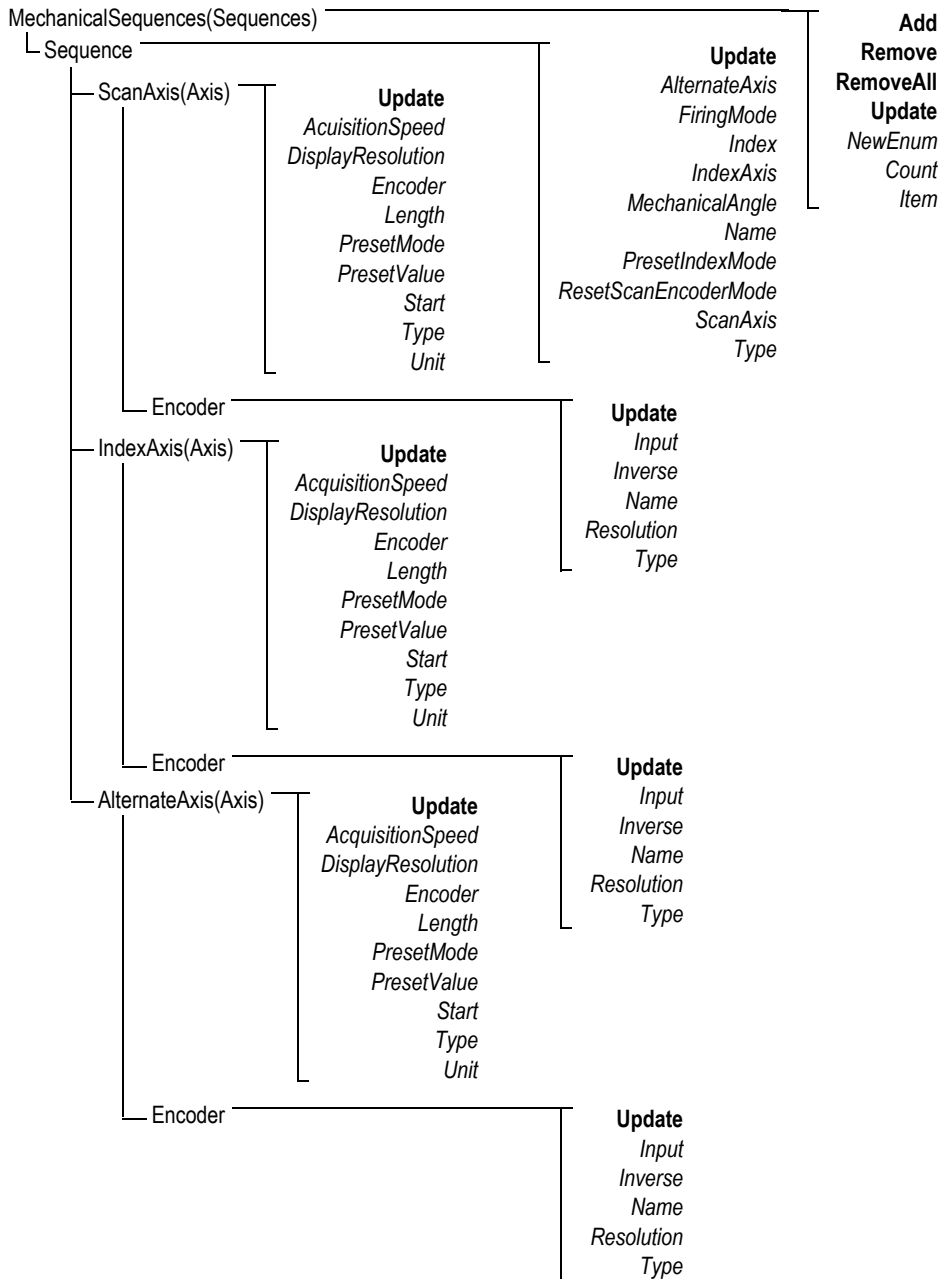 MechanicalSequences(Sequences)
Add
Remove
RemoveAll
Update
NewEnum
Count
Item
Sequence
Update
AlternateAxis
FiringMode
Index
IndexAxis
MechanicalAngle
Name
PresetIndexMode
ResetScanEncoderMode
ScanAxis
Type
ScanAxis(Axis)
Update
AcuisitionSpeed
DisplayResolution
Encoder
Length
PresetMode
PresetValue
Start
Type
Unit
Encoder
Update
Input
Inverse
Name
Resolution
Type
IndexAxis(Axis)
Update
AcquisitionSpeed
DisplayResolution
Encoder
Length
PresetMode
PresetValue
Start
Type
Unit
Encoder
Update
Input
Inverse
Name
Resolution
Type
AlternateAxis(Axis)
Update
AcquisitionSpeed
DisplayResolution
Encoder
Length
PresetMode
PresetValue
Start
Type
Unit
Encoder
Update
Input
Inverse
Name
Resolution
Type